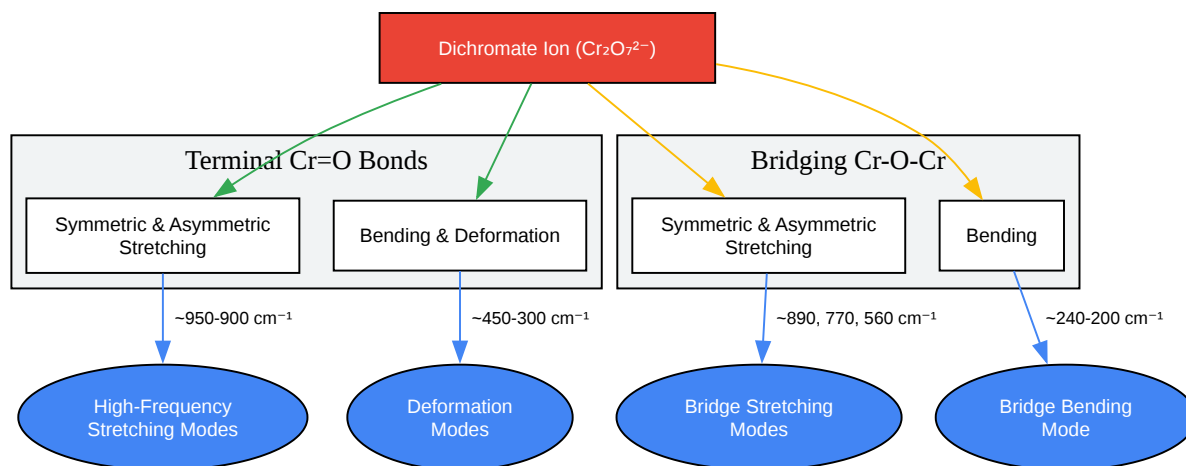 Dichromate Ion (Cr₂O₇²⁻)
Terminal Cr=O Bonds
Bridging Cr-O-Cr
Symmetric & Asymmetric
Stretching
Bending & Deformation
Symmetric & Asymmetric
Stretching
Bending
~950-900 cm⁻¹
~450-300 cm⁻¹
~890, 770, 560 cm⁻¹
~240-200 cm⁻¹
High-Frequency
Stretching Modes
Deformation
Modes
Bridge Stretching
Modes
Bridge Bending
Mode